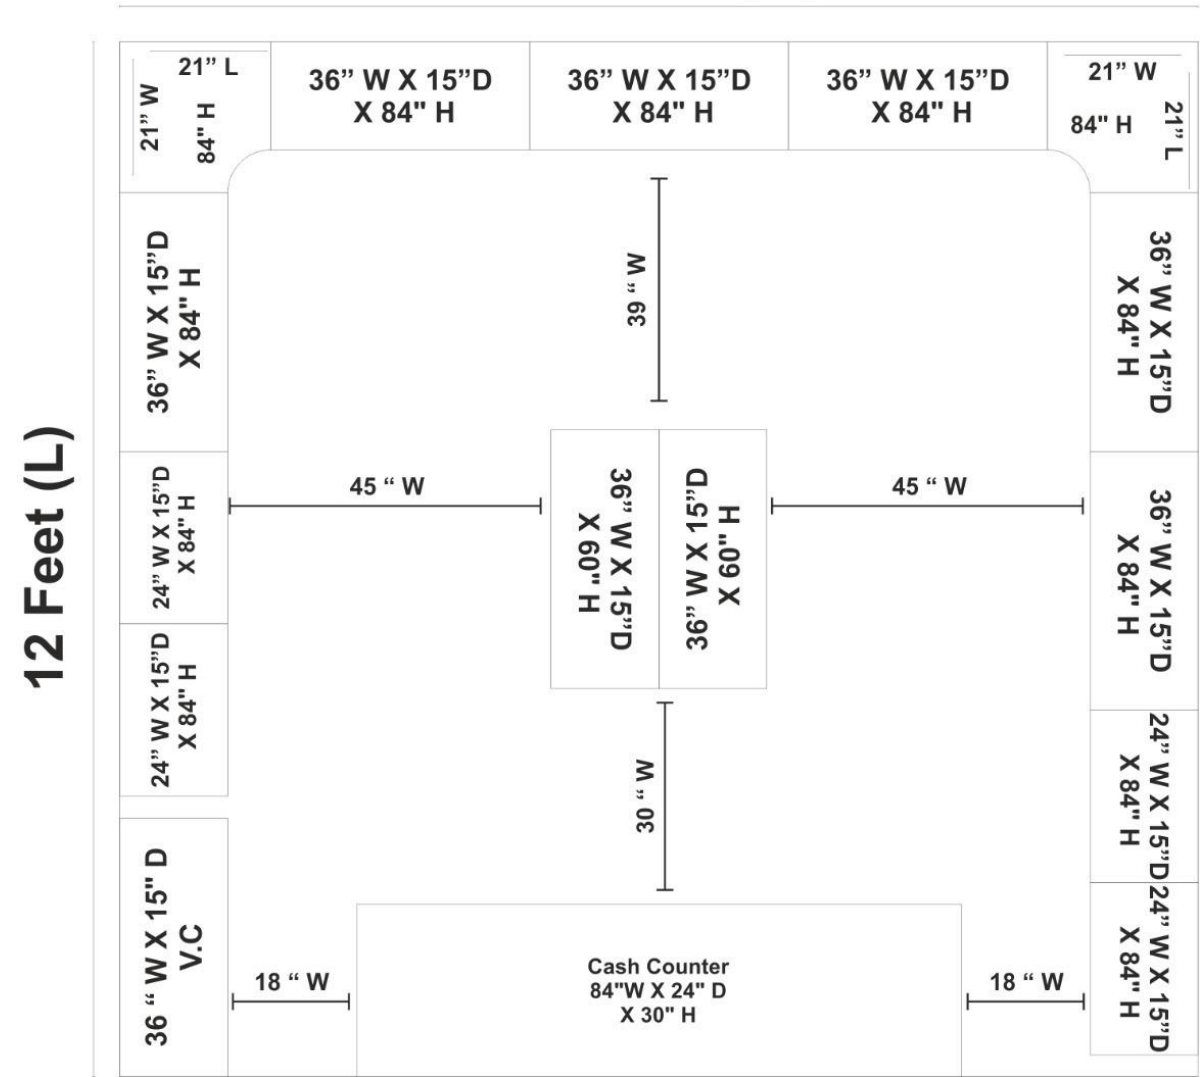 21” L
21” W
84" H
36” W X 15”D
X 84" H
36” W X 15”D
X 84" H
36” W X 15”D
X 84" H
21” W
84" H
21” L
36” W X 15”D
X 84" H
39 ” W
36” W X 15”D
X 84" H
12 Feet (L)
24” W X 15”D
X 84" H
45 “ W
36” W X 15”D
X 60" H
36” W X 15”D
X 60" H
45 “ W
36” W X 15”D
X 84" H
24” W X 15”D
X 84" H
30 ” W
24” W X 15”D
X 84" H
36 “ W X 15" D
V.C
18 “ W
Cash Counter
84"W X 24" D
X 30" H
18 “ W
24” W X 15”D
X 84" H